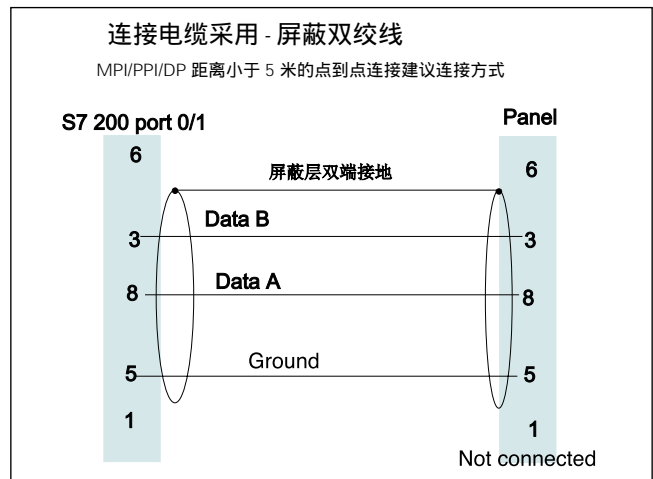 连接电缆采用 - 屏蔽双绞线
MPI/PPI/DP 距离小于 5 米的点到点连接建议连接方式
S7 200 port 0/1
Panel
6
6
屏蔽层双端接地
Data B
3
3
Data A
8
8
Ground
5
5
1
1
Not connected